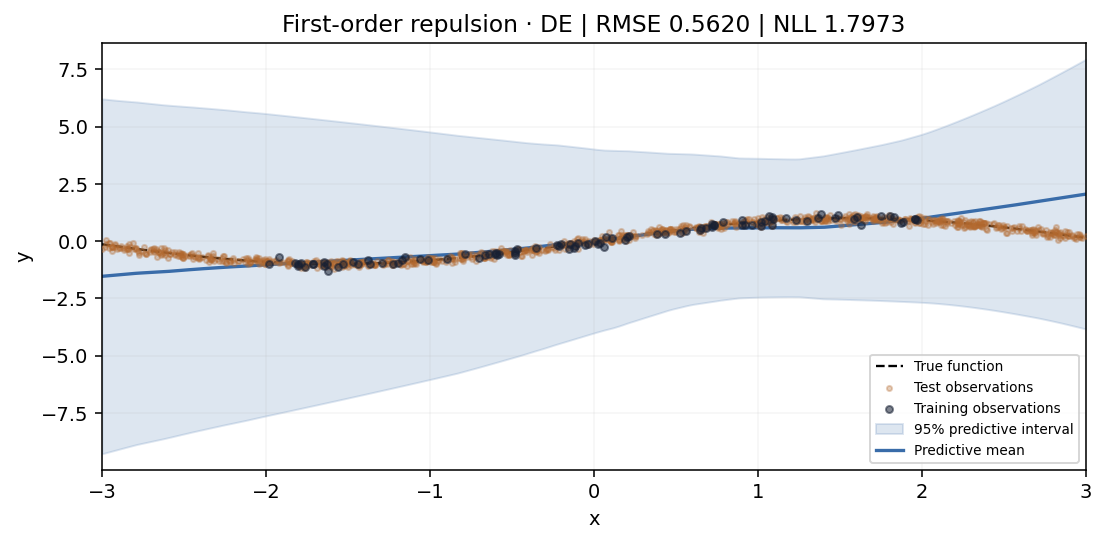 First-order repulsion · DE | RMSE 0.5620 | NLL 1.7973
7.5
5.0
2.5
0.0
−2.5
−5.0
−7.5
y
True function
Test observations
Training observations
95% predictive interval
Predictive mean
−3 −2 −1 0 1 2 3
x